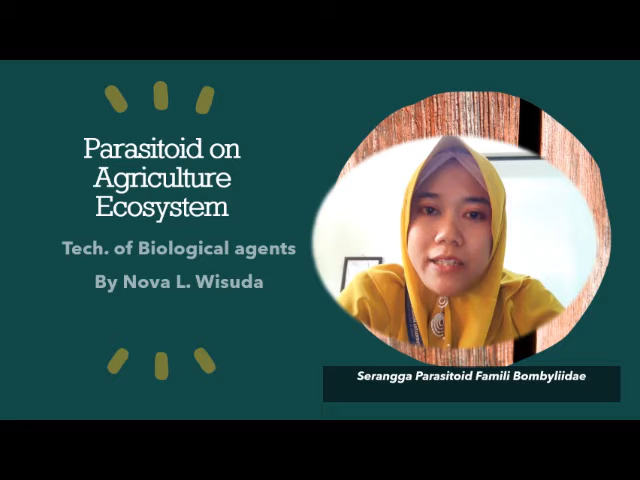 Parasitoid on
Agriculture
Ecosystem
Tech. of Biological agents
By Nova L. Wisuda
Serangga Parasitoid Famili Bombyliidae